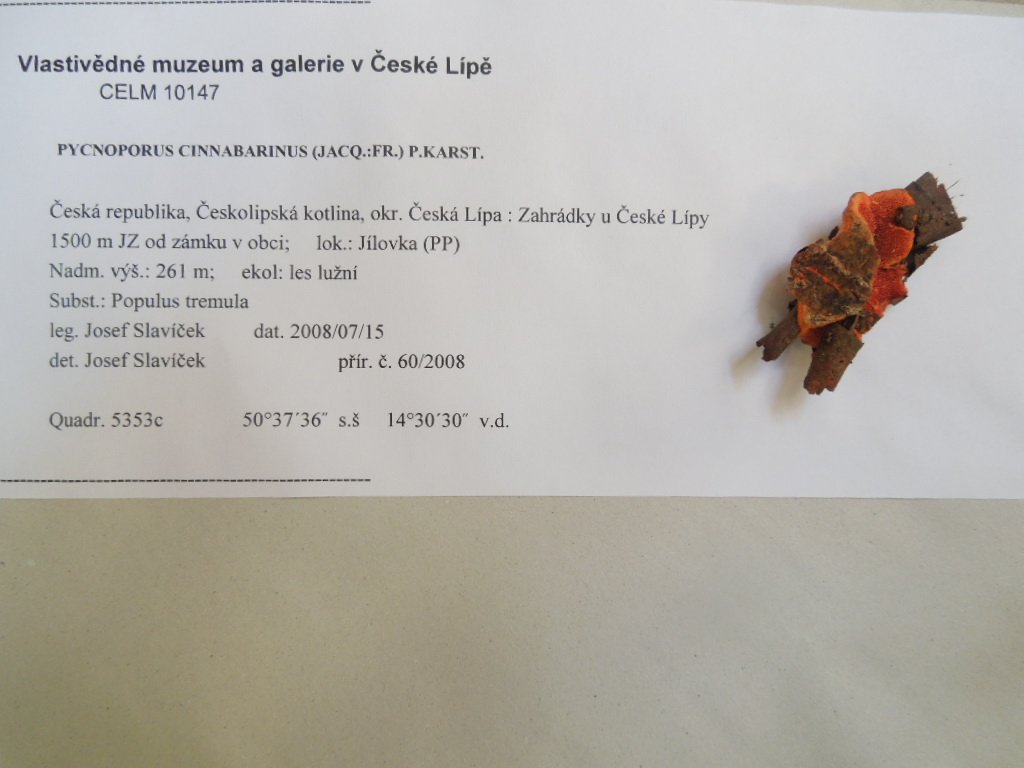 Vlastivědné muzeum a galerie v České Lípě
CELM 10147
PYCNOPORUS CINNABARINUS (JACQ.:FR.) P.KARST.
Česká republika, Českolipská kotlina, okr. Česká Lípa : Zahrádky u České Lípy
1500 m JZ od zámku v obci; lok.: Jílovka (PP)
Nadm. výš.: 261 m; ekol: les lužní
Subst.: Populus tremula
leg. Josef Slavíček dat. 2008/07/15
det. Josef Slavíček přír. č. 60/2008
Quadr. 5353c 50°37´36˝ s.š 14°30´30˝ v.d.